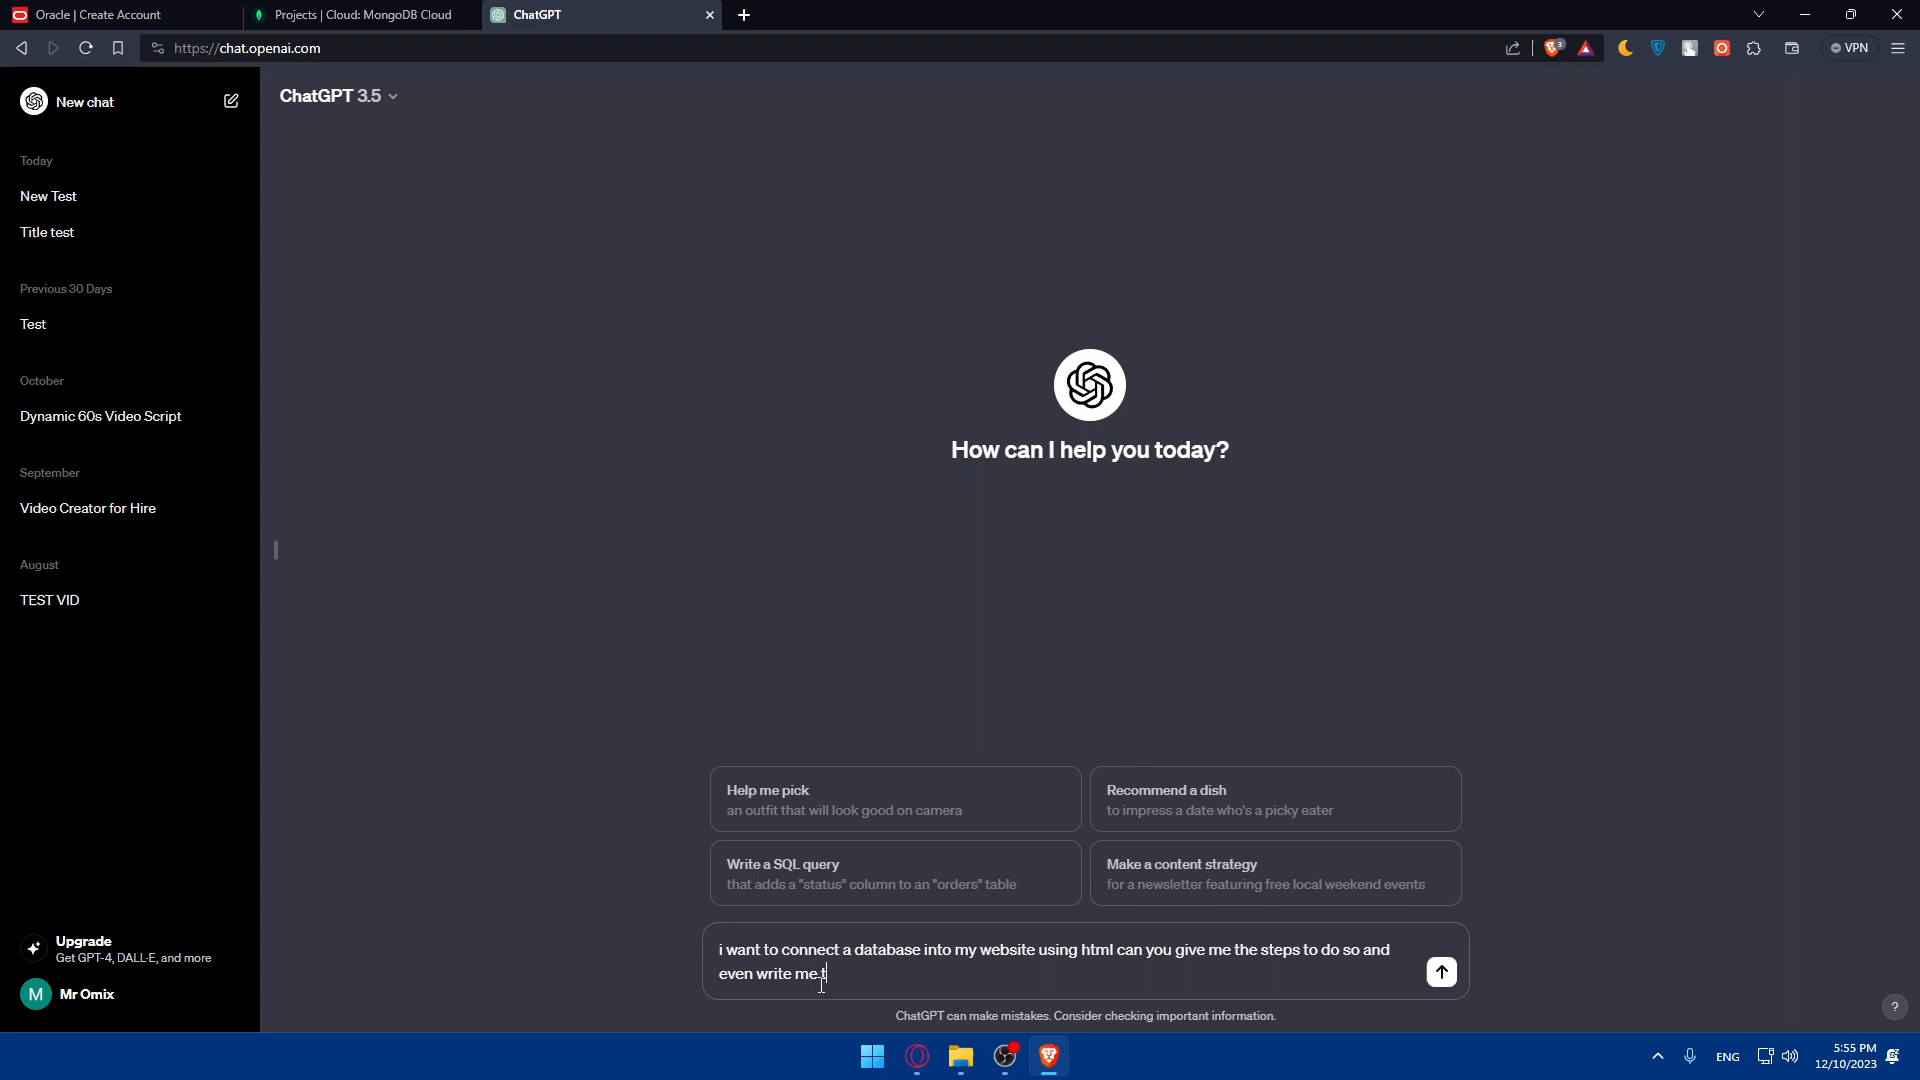 Oracle | Create Account
Projects | Cloud: MongoDB Cloud
ChatGPT
https://chat.openai.com
3
VPN
New chat
ChatGPT 3.5
Today
New Test
Title test
Previous 30 Days
Test
October
Dynamic 60s Video Script
September
Video Creator for Hire
August
TEST VID
How can I help you today?
Help me pick
an outfit that will look good on camera
Recommend a dish
to impress a date who's a picky eater
Write a SQL query
that adds a "status" column to an "orders" table
Make a content strategy
for a newsletter featuring free local weekend events
i want to connect a database into my website using html can you give me the steps to do so and
even write me t
ChatGPT can make mistakes. Consider checking important information.
Upgrade
Get GPT-4, DALL·E, and more
M
Mr Omix
?
ENG
5:55 PM
12/10/2023